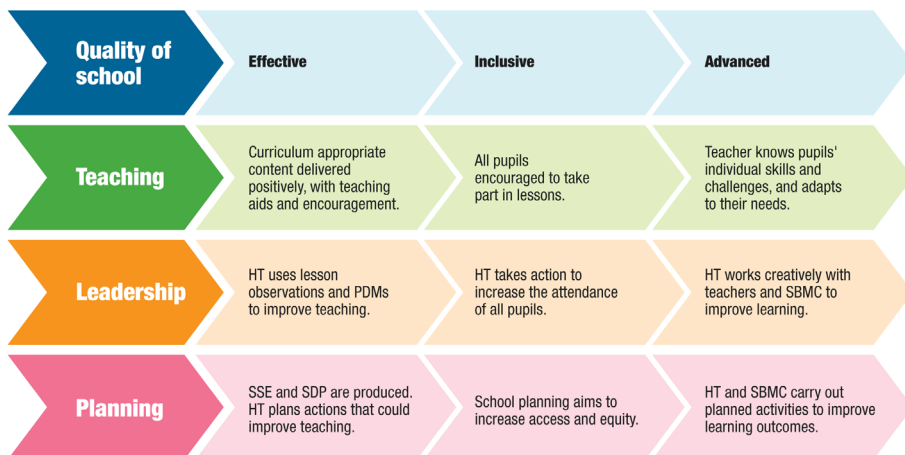 Quality of
school
Effective
Inclusive
Advanced
Teaching
Curriculum appropriate
content delivered
positively, with teaching
aids and encouragement.
All pupils
encouraged to take
part in lessons.
Teacher knows pupils'
individual skills and
challenges, and adapts
to their needs.
Leadership
HT uses lesson
observations and PDMs
to improve teaching.
HT takes action to
increase the attendance
of all pupils.
HT works creatively with
teachers and SBMC to
improve learning.
Planning
SSE and SDP are produced.
HT plans actions that could
improve teaching.
School planning aims to
increase access and equity.
HT and SBMC carry out
planned activities to improve
learning outcomes.